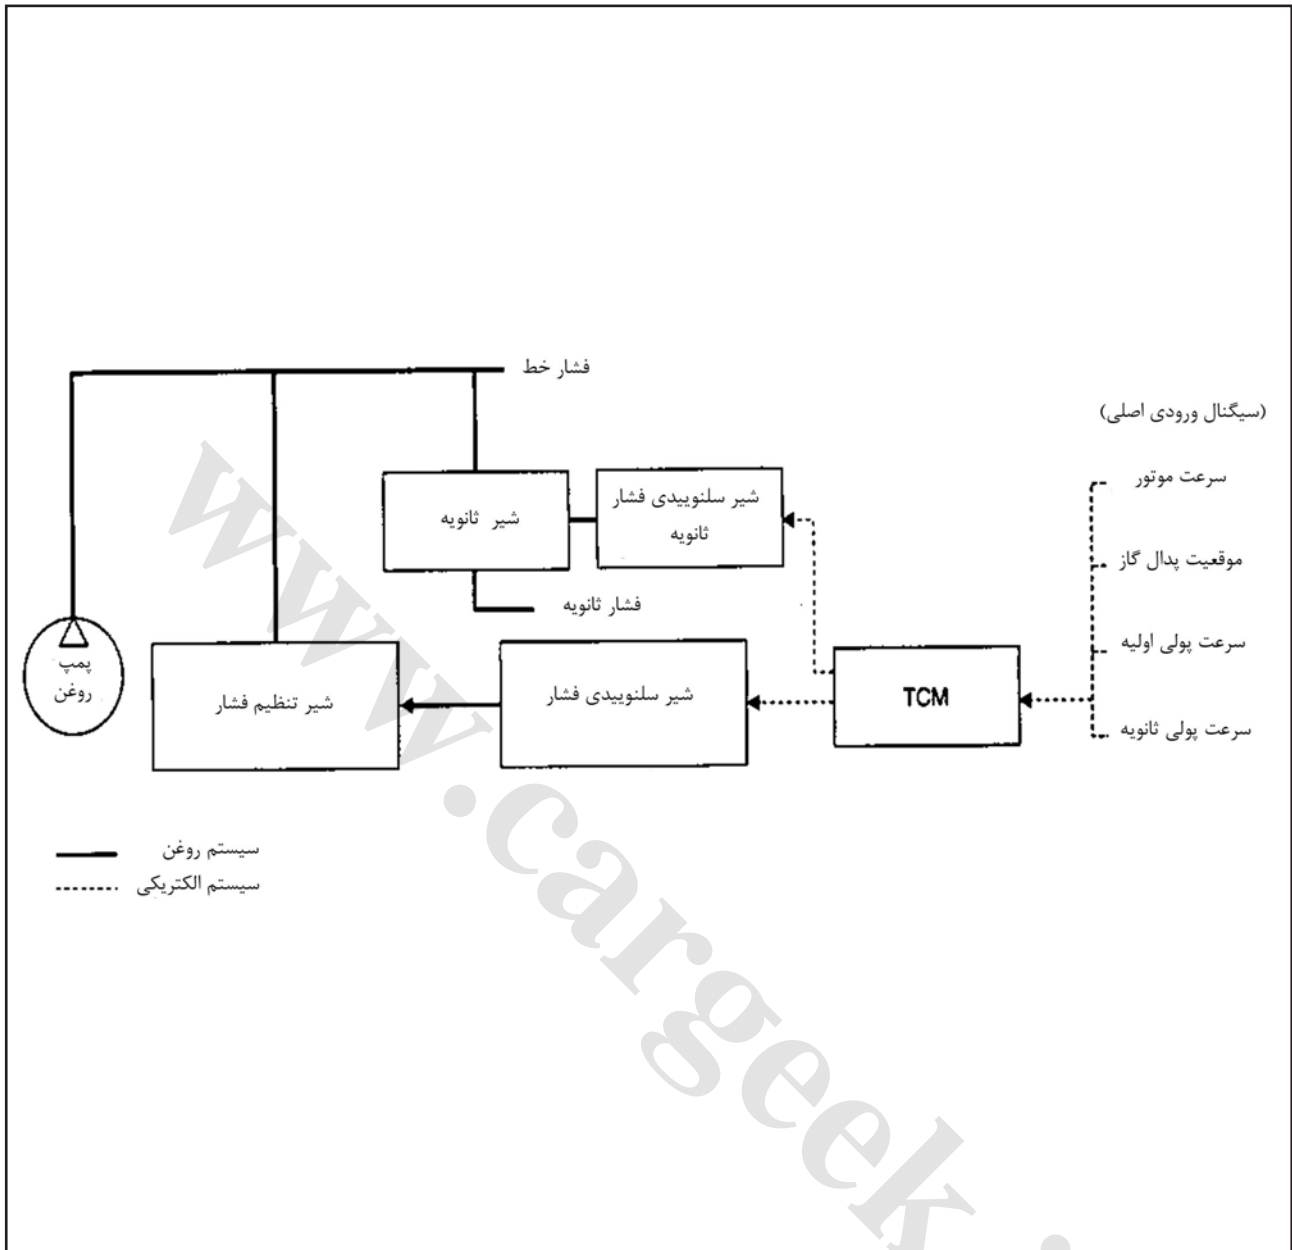 فشار خط
(سیگنال ورودی اصلی)
سرعت موتور
شیر سلنوییدی فشار
ثانویه
شیر ثانویه
موقعیت پدال گاز
فشار ثانویه
سرعت پولی اولیه
پمپ
روغن
شیر تنظیم فشار
شیر سلنوییدی فشار
TCM
سرعت پولی ثانویه
سیستم روغن
سیستم الکتریکی
www.cargeek.i